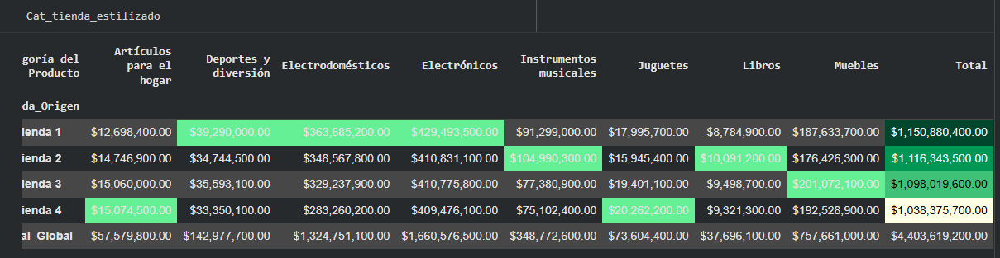 Cat_tienda_estilizado
goría del Producto Artículos para el hogar Deportes y diversión Electrodomésticos Electrónicos Instrumentos musicales Juguetes Libros Muebles Total
da_Origen
ienda 1 $12,698,400.00 $39,290,000.00 $363,685,200.00 $429,493,500.00 $91,299,000.00 $17,995,700.00 $8,784,900.00 $187,633,700.00 $1,150,880,400.00
ienda 2 $14,746,900.00 $34,744,500.00 $348,567,800.00 $410,831,100.00 $104,990,300.00 $15,945,400.00 $10,091,200.00 $176,426,300.00 $1,116,343,500.00
ienda 3 $15,060,000.00 $35,593,100.00 $329,237,900.00 $410,775,800.00 $77,380,900.00 $19,401,100.00 $9,498,700.00 $201,072,100.00 $1,098,019,600.00
ienda 4 $15,074,500.00 $33,350,100.00 $283,260,200.00 $409,476,100.00 $75,102,400.00 $20,262,200.00 $9,321,300.00 $192,528,900.00 $1,038,375,700.00
al_Global $57,579,800.00 $142,977,700.00 $1,324,751,100.00 $1,660,576,500.00 $348,772,600.00 $73,604,400.00 $37,696,100.00 $757,661,000.00 $4,403,619,200.00